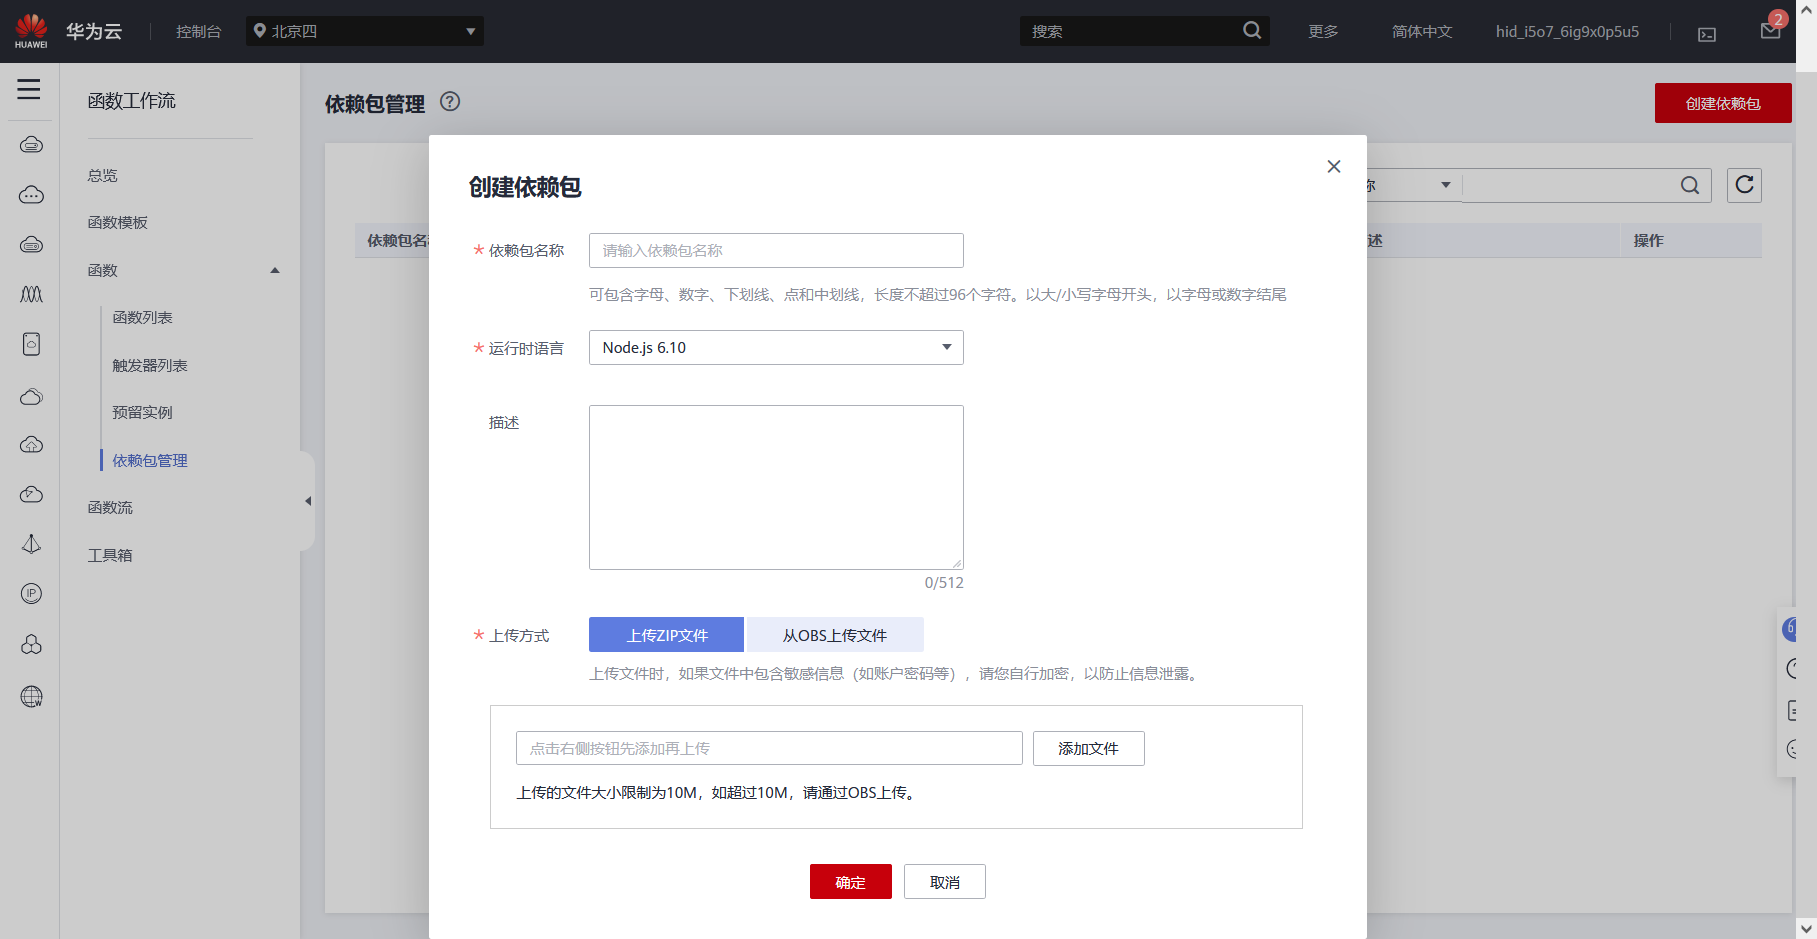 HUAWEI
华为云
控制台
北京四
搜索
更多
简体中文
hid_i5o7_6ig9x0p5u5
2
函数工作流
总览
函数模板
函数
函数列表
触发器列表
预留实例
依赖包管理
函数流
工具箱
依赖包管理
创建依赖包
依赖包名
述
操作
创建依赖包
* 依赖包名称
请输入依赖包名称
可包含字母、数字、下划线、点和中划线，长度不超过96个字符。以大/小写字母开头，以字母或数字结尾
* 运行时语言
Node.js 6.10
描述
0/512
* 上传方式
上传ZIP文件
从OBS上传文件
上传文件时，如果文件中包含敏感信息（如账户密码等），请您自行加密，以防止信息泄露。
点击右侧按钮先添加再上传
添加文件
上传的文件大小限制为10M，如超过10M，请通过OBS上传。
确定
取消
IP
W